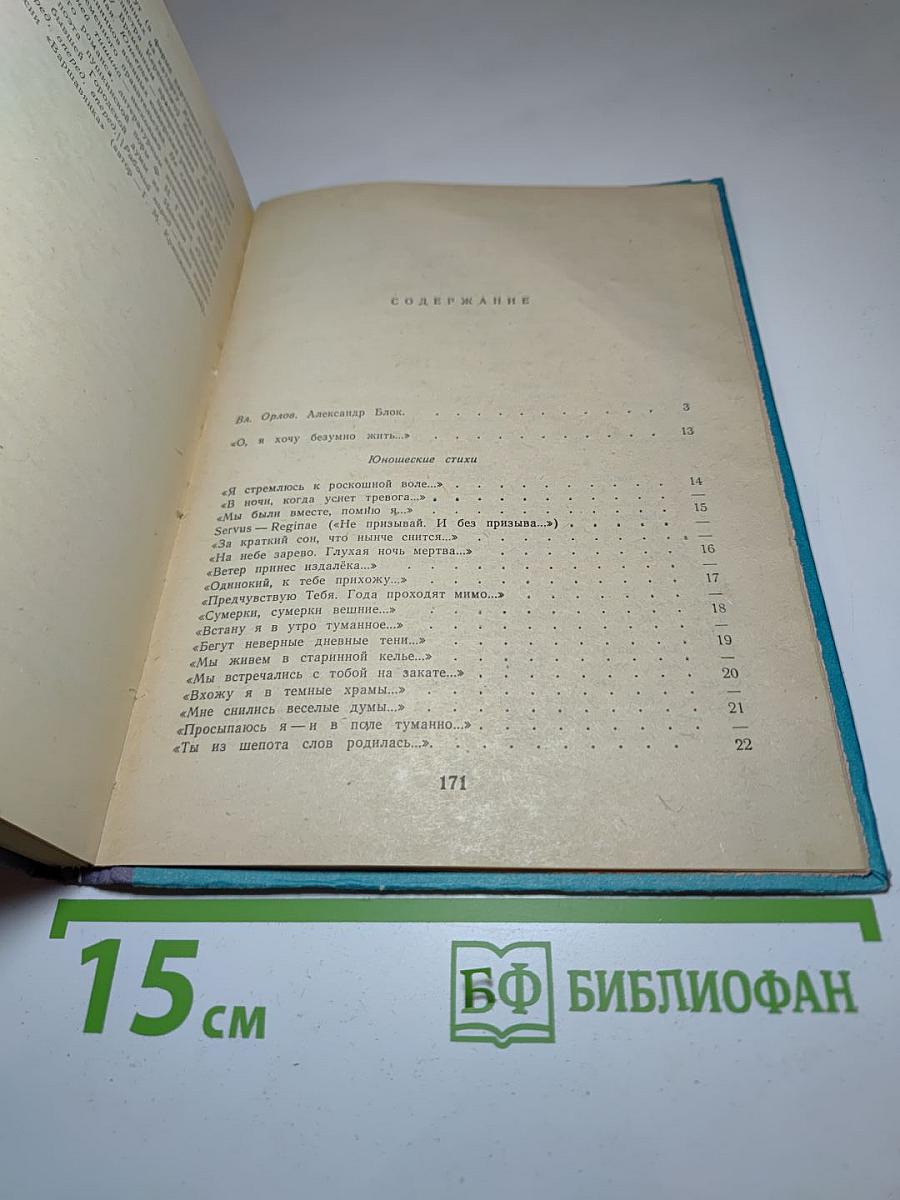 «Варшавянка» (автор — Г. М.
СОДЕРЖАНИЕ
Вл. Орлов. Александр Блок. . . . . . . . . . . 3
«О, я хочу безумно жить...» . . . . . . . . . . 13
Юношеские стихи
«Я стремлюсь к роскошной воле...» . . . . . . . . 14
«В ночи, когда уснет тревога...» . . . . . . . . . —
«Мы были вместе, помню я...» . . . . . . . . . 15
Servus — Reginae («Не призывай. И без призыва...») . . . . . —
«За краткий сон, что нынче снится...» . . . . . . . . —
«На небе зарево. Глухая ночь мертва...» . . . . . . . 16
«Ветер принес издалёка...» . . . . . . . . . . —
«Одинокий, к тебе прихожу...» . . . . . . . . . 17
«Предчувствую Тебя. Года проходят мимо...» . . . . . . —
«Сумерки, сумерки вешние...» . . . . . . . . . 18
«Встану я в утро туманное...» . . . . . . . . . —
«Бегут неверные дневные тени...» . . . . . . . . 19
«Мы живем в старинной келье...» . . . . . . . . —
«Мы встречались с тобой на закате...» . . . . . . . 20
«Вхожу я в темные храмы...» . . . . . . . . . —
«Мне снились веселые думы...» . . . . . . . . . 21
«Просыпаюсь я — и в поле туманно...» . . . . . . . —
«Ты из шепота слов родилась...». . . . . . . . . 22
171
15 см
БФ БИБЛИОФАН